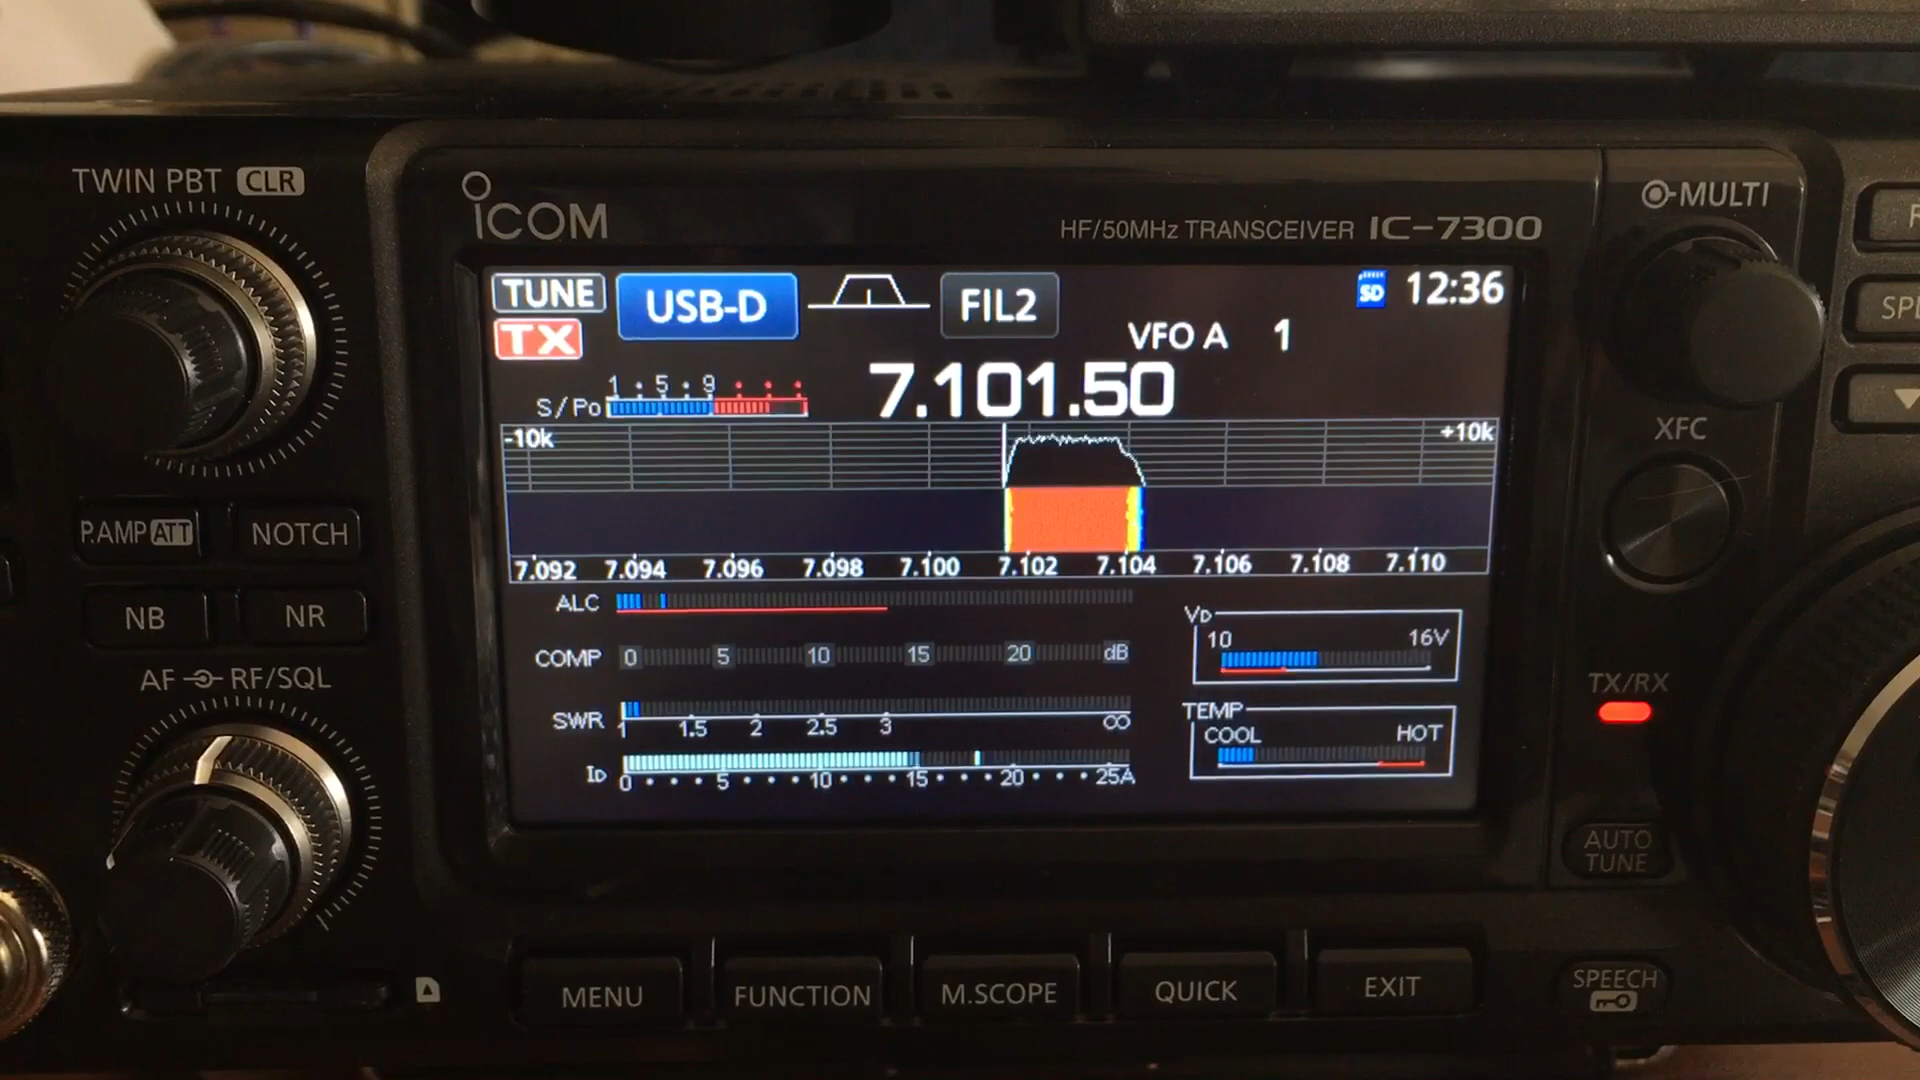 TWIN PBT CLR
ICOM
HF/50MHz TRANSCEIVER IC-7300
MULTI
TUNE USB-D FIL2 SD 12:36
TX
VFO A 1
1 · 5 · 9
S/Po
7.101.50
-10k +10k
XFC
P.AMP ATT NOTCH
7.092 7.094 7.096 7.098 7.100 7.102 7.104 7.106 7.108 7.110
NB NR
ALC
VD
10 16V
COMP 0 5 10 15 20 dB
AF RF/SQL
TX/RX
SWR 1 1.5 2 2.5 3 ∞
TEMP
COOL HOT
ID 0 5 10 15 20 25A
AUTO
TUNE
MENU FUNCTION M.SCOPE QUICK EXIT
SPEECH